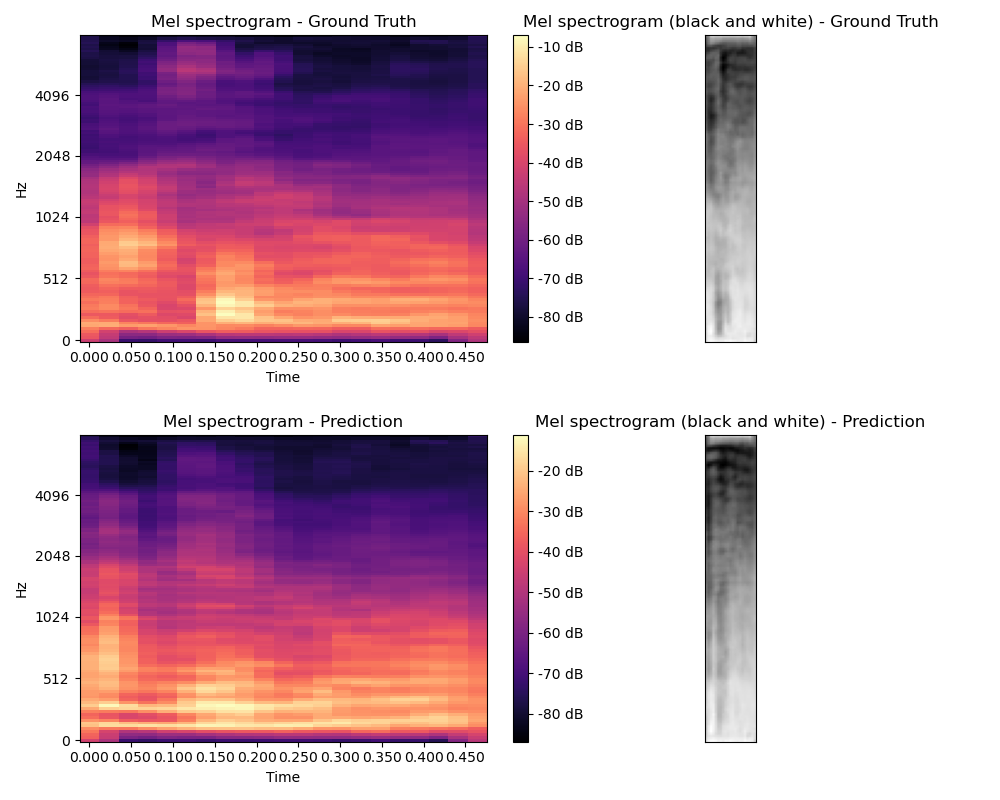 Mel spectrogram - Ground Truth
Mel spectrogram (black and white) - Ground Truth
Hz
4096
2048
1024
512
0
0.000 0.050 0.100 0.150 0.200 0.250 0.300 0.350 0.400 0.450
Time
-10 dB
-20 dB
-30 dB
-40 dB
-50 dB
-60 dB
-70 dB
-80 dB
Mel spectrogram - Prediction
Mel spectrogram (black and white) - Prediction
Hz
4096
2048
1024
512
0
0.000 0.050 0.100 0.150 0.200 0.250 0.300 0.350 0.400 0.450
Time
-20 dB
-30 dB
-40 dB
-50 dB
-60 dB
-70 dB
-80 dB